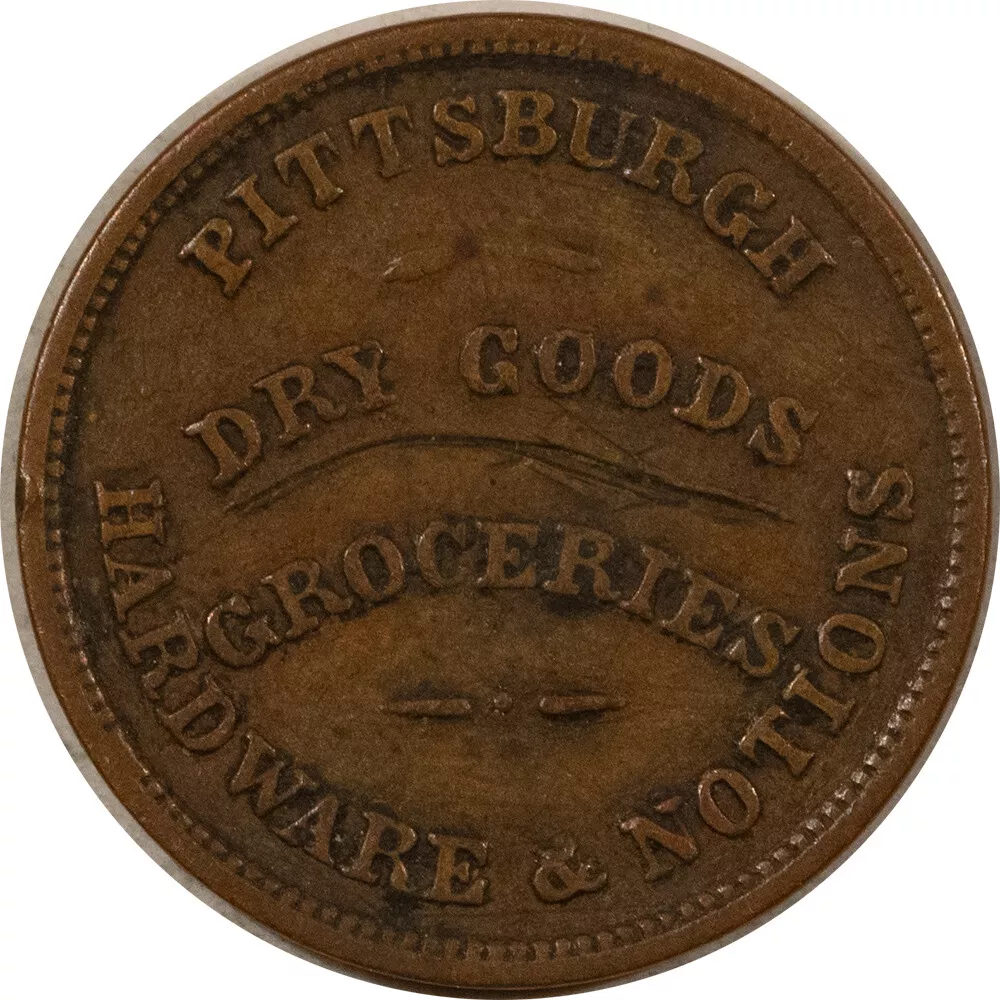 PITTSBURGH
DRY GOODS
GROCERIES
HARDWARE & NOTIONS